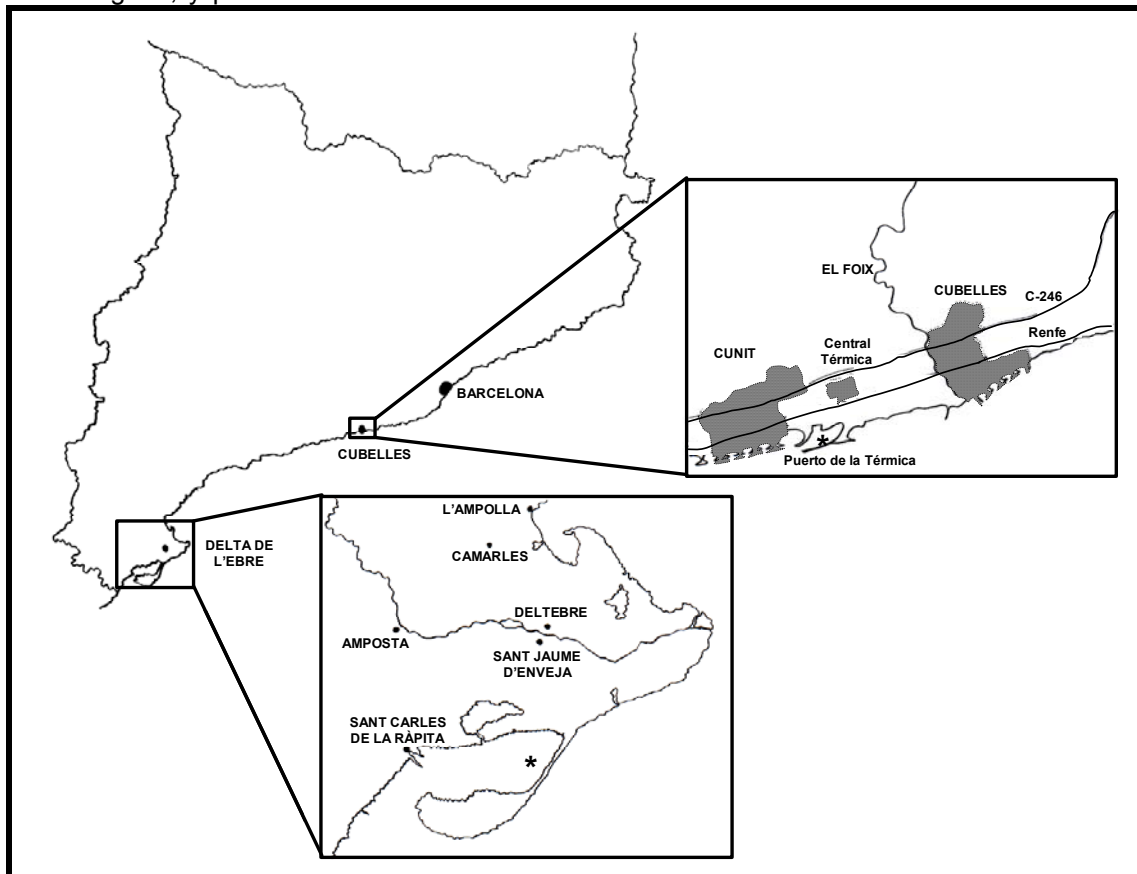 BARCELONA
CUBELLES
DELTA DE
L'EBRE
EL FOIX
CUBELLES
C-246
Renfe
CUNIT
Central
Térmica
*
Puerto de la Térmica
L'AMPOLLA
CAMARLES
DELTEBRE
AMPOSTA
SANT JAUME
D'ENVEJA
SANT CARLES
DE LA RÀPITA
*